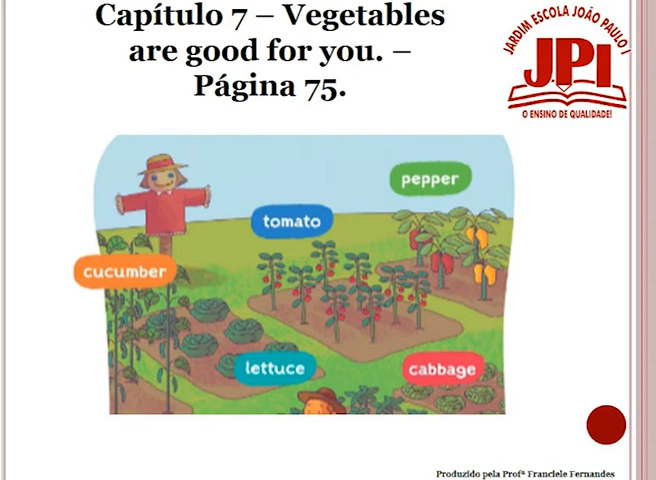 Capítulo 7 – Vegetables
are good for you. –
Página 75.
JARDIM ESCOLA JOÃO PAULO I
J.P.I.
O ENSINO DE QUALIDADE!
pepper
tomato
cucumber
lettuce
cabbage
Produzido pela Profª Franciele Fernandes